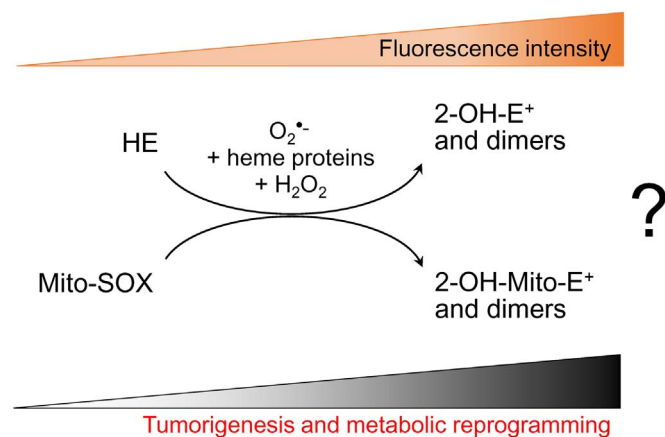 Fluorescence intensity
HE
O₂•-
+ heme proteins
+ H₂O₂
2-OH-E⁺
and dimers
?
Mito-SOX
2-OH-Mito-E⁺
and dimers
Tumorigenesis and metabolic reprogramming